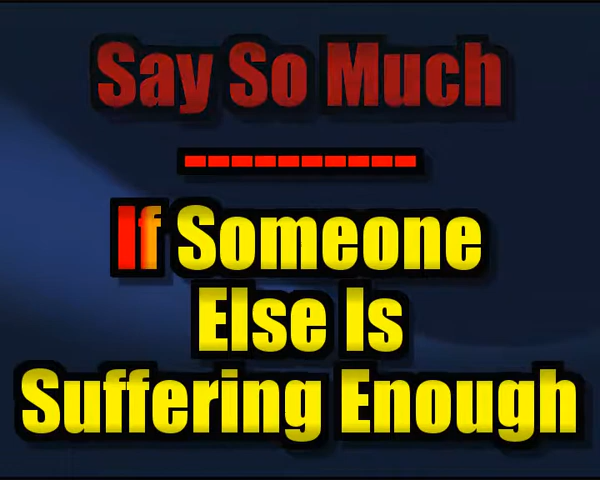 Say So Much
----------
If Someone
Else Is
Suffering Enough